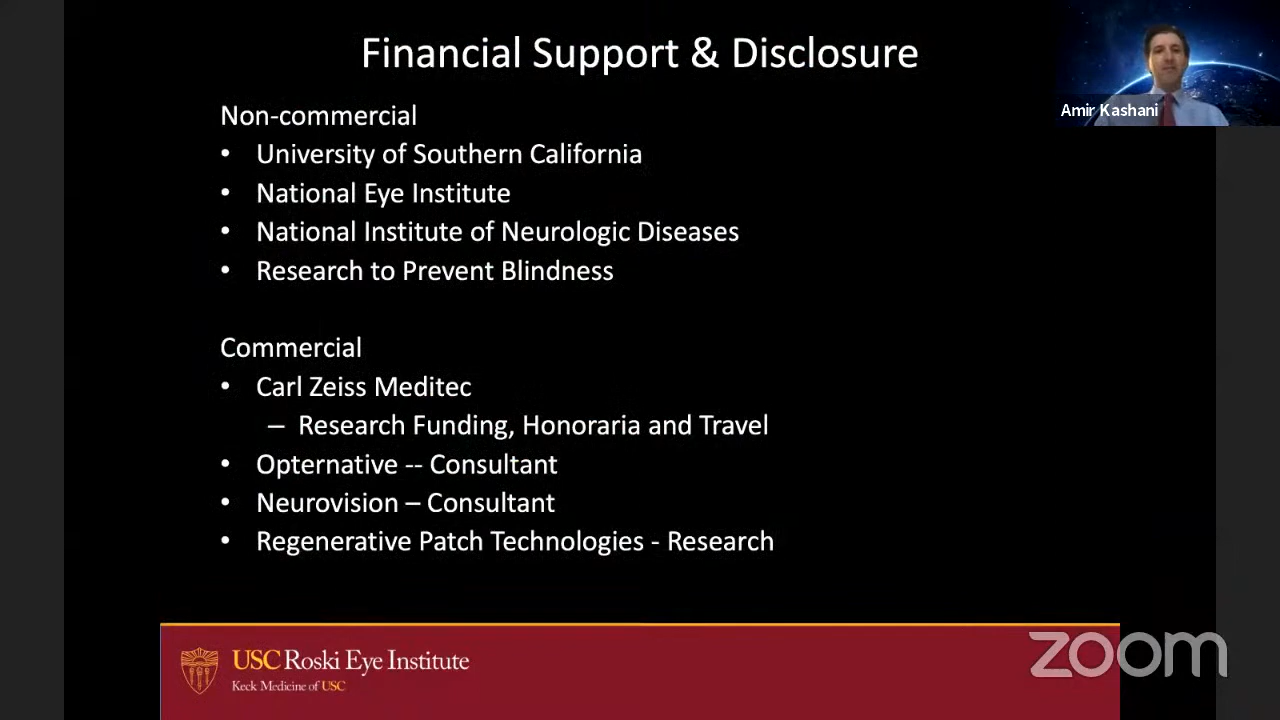 Financial Support & Disclosure
Amir Kashani
Non-commercial
• University of Southern California
• National Eye Institute
• National Institute of Neurologic Diseases
• Research to Prevent Blindness
Commercial
• Carl Zeiss Meditec
– Research Funding, Honoraria and Travel
• Opternative -- Consultant
• Neurovision – Consultant
• Regenerative Patch Technologies - Research
USC Roski Eye Institute
Keck Medicine of USC
zoom